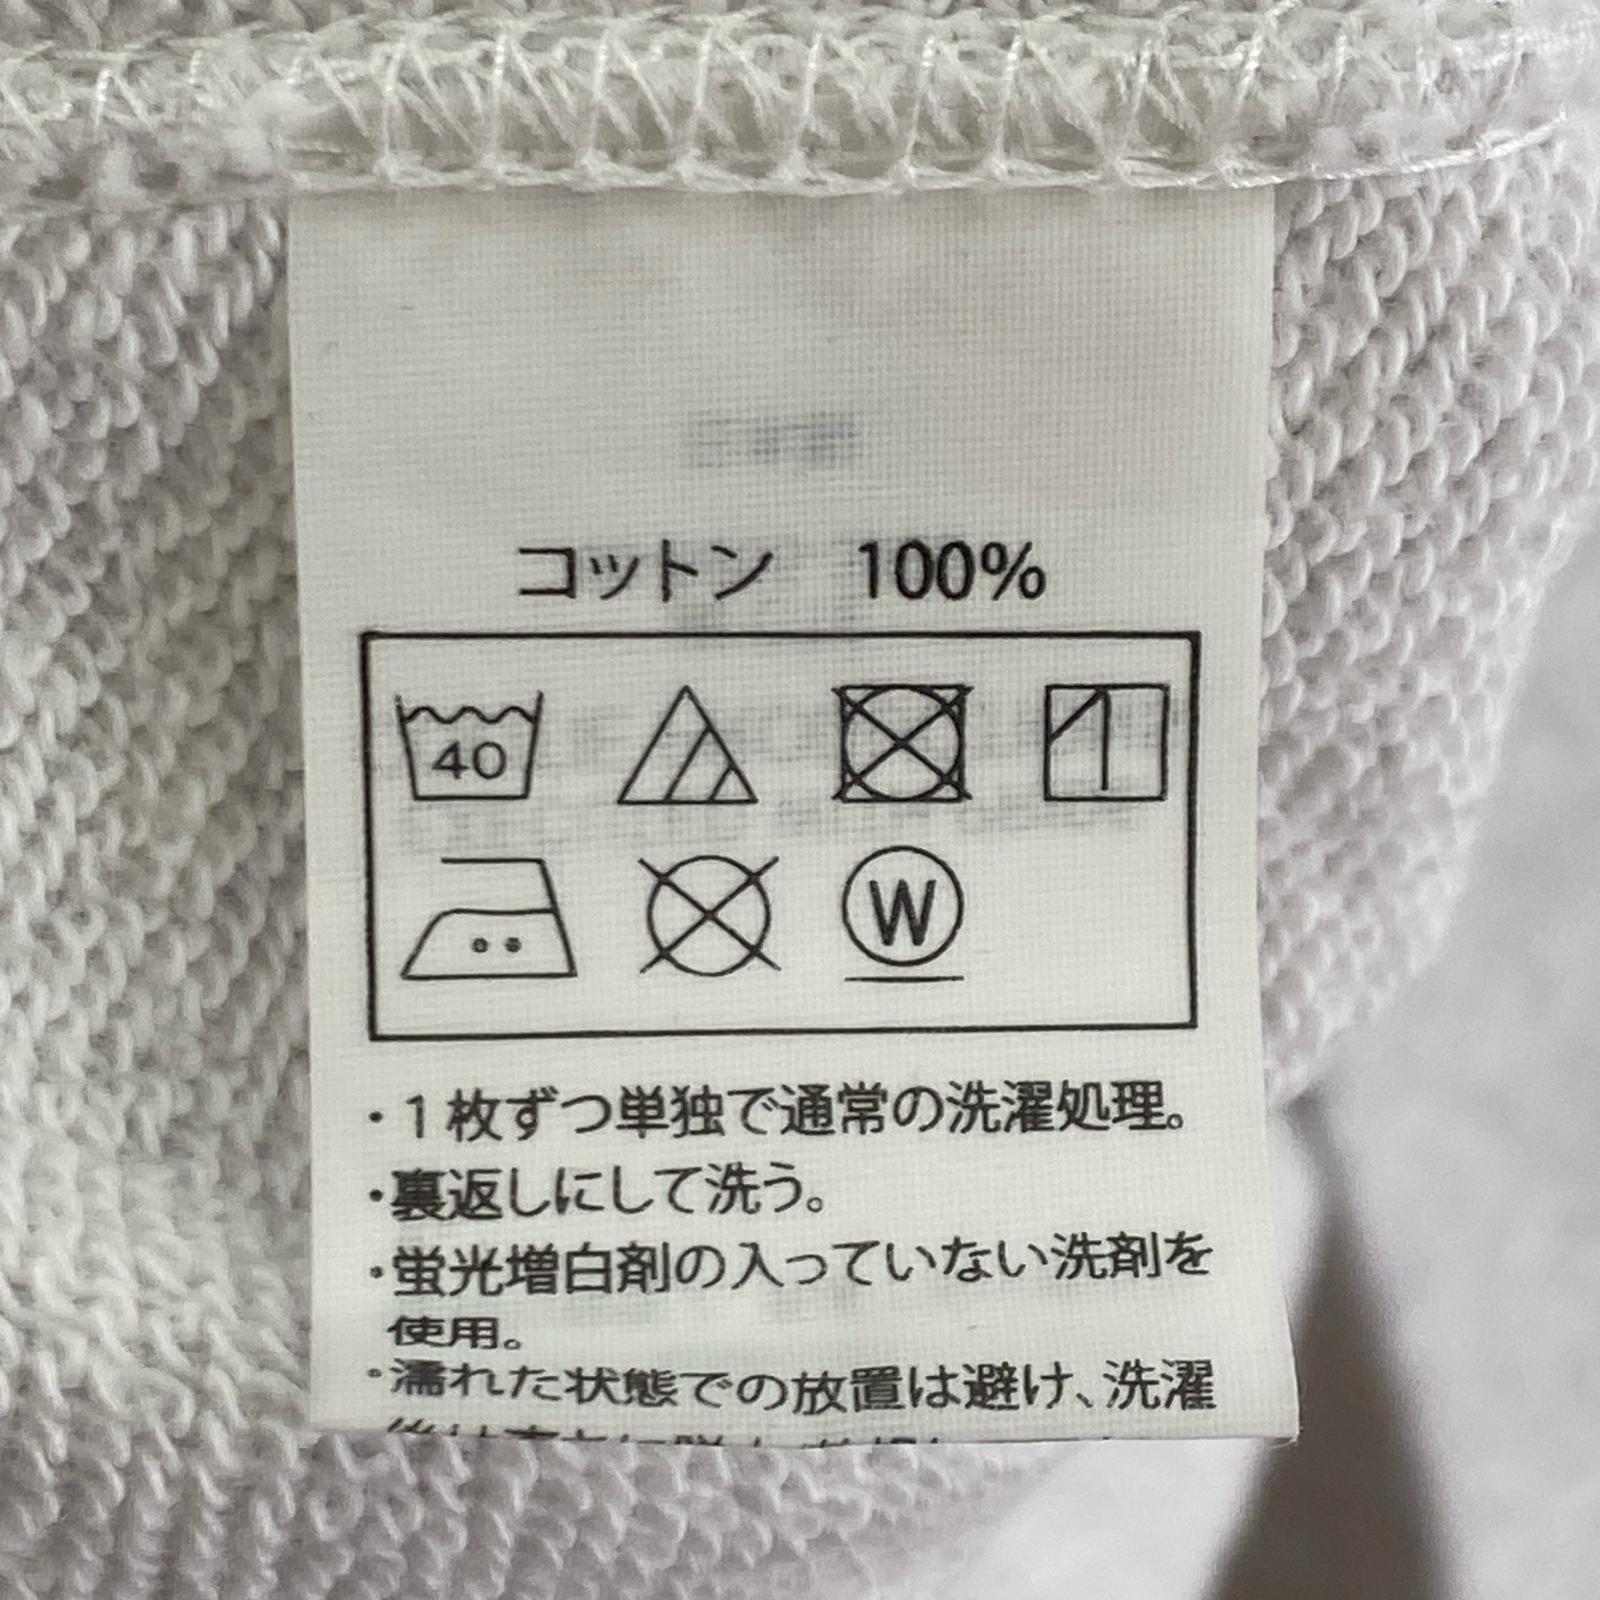 コットン 100%
40
W
・1枚ずつ単独で通常の洗濯処理。
・裏返しにして洗う。
・蛍光増白剤の入っていない洗剤を
使用。
・濡れた状態での放置は避け、洗濯